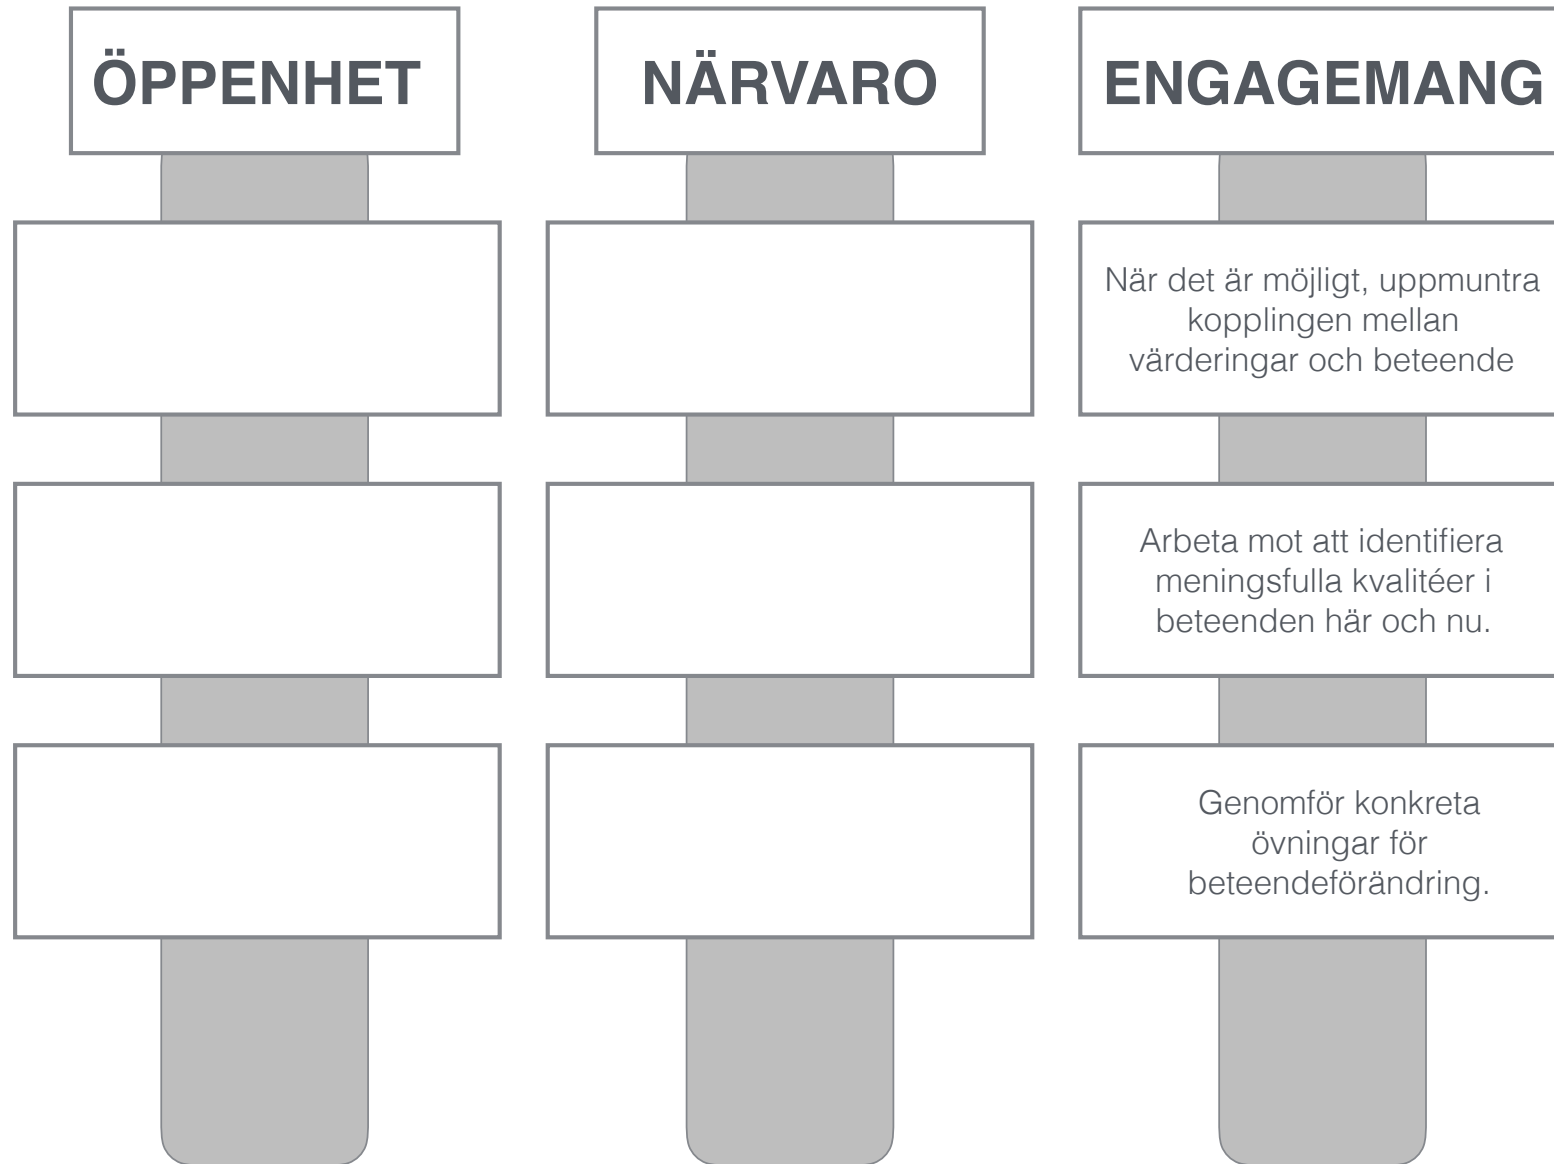 ÖPPENHET
NÄRVARO
ENGAGEMANG
När det är möjligt, uppmuntra
kopplingen mellan
värderingar och beteende
Arbeta mot att identifiera
meningsfulla kvalitéer i
beteenden här och nu.
Genomför konkreta
övningar för
beteendeförändring.